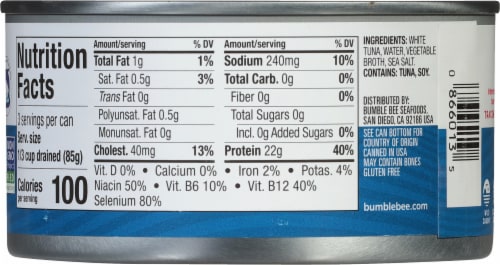 Nutrition
Facts
servings per can
Serv. size
1:3 cup drained (85g)
Calories 100
per serving
Amount/serving % DV
Total Fat 1g 1%
Sat. Fat 0.5g 3%
Trans Fat 0g
Polyunsat. Fat 0.5g
Monunsat. Fat 0g
Cholest. 40mg 13%
Amount/serving % DV
Sodium 240mg 10%
Total Carb. 0g 0%
Fiber 0g 0%
Total Sugars 0g
Incl. 0g Added Sugars 0%
Protein 22g 40%
Vit. D 0% • Calcium 0% • Iron 2% • Potas. 4%
Niacin 50% • Vit. B6 10% • Vit. B12 40%
Selenium 80%
INGREDIENTS: WHITE
TUNA, WATER, VEGETABLE
BROTH, SEA SALT.
CONTAINS: TUNA, SOY.
DISTRIBUTED BY:
BUMBLE BEE SEAFOODS,
SAN DIEGO, CA 92186 USA
SEE CAN BOTTOM FOR
COUNTRY OF ORIGIN
CANNED IN USA
MAY CONTAIN BONES
GLUTEN FREE
bumblebee.com
0 866013 5